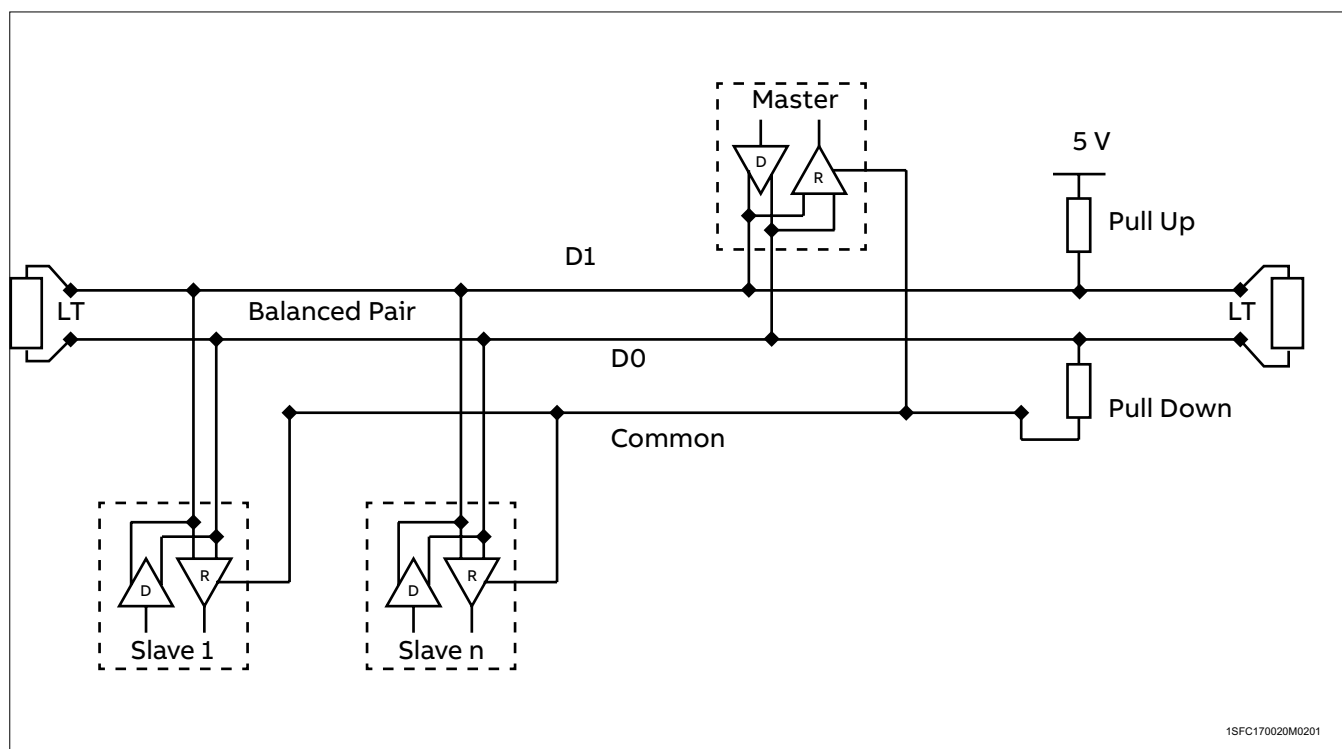 Master
D
R
5 V
Pull Up
D1
LT
Balanced Pair
LT
D0
Pull Down
Common
D
R
D
R
Slave 1
Slave n
1SFC170020M0201